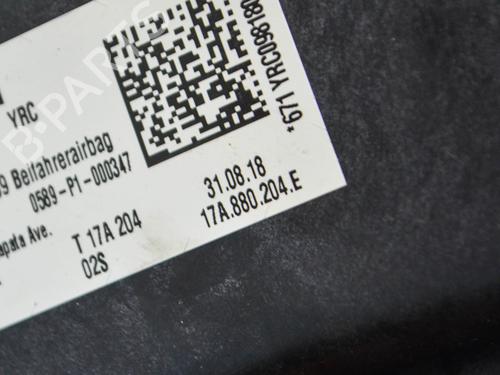 YRC
9 Beifahrerairbag
0589-P1-000347
*671 YRC098180
31.08.18
17A.880.204.E
apata Ave.
T 17A 204
02S
B-PARTS